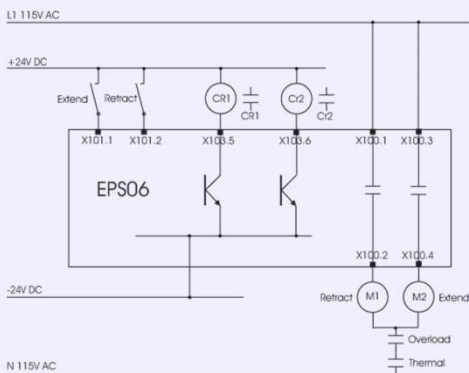 L1 115V AC
+24V DC
Extend
Retract
CR1
CR1
Cr2
Cr2
X101.1
X101.2
X103.5
X103.6
X100.1
X100.3
EPS06
X100.2
X100.4
-24V DC
Retract
M1
M2
Extend
Overload
Thermal
N 115V AC